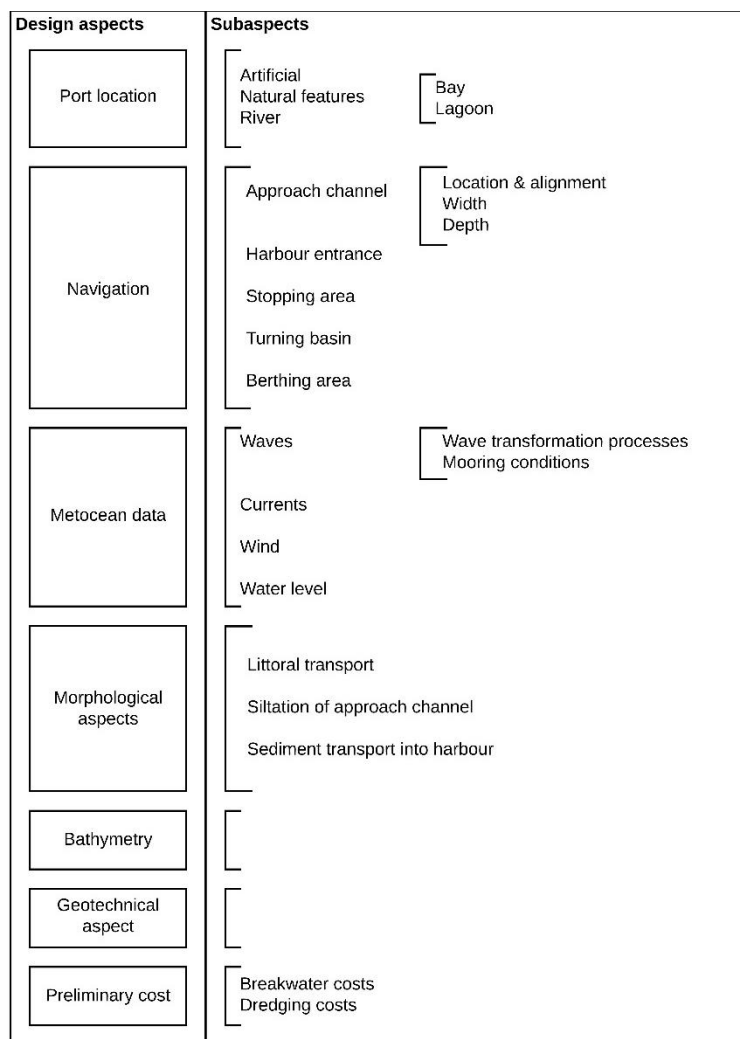 Design aspects
Subaspects
Port location
Artificial
Natural features
River
Bay
Lagoon
Navigation
Approach channel
Location & alignment
Width
Depth
Harbour entrance
Stopping area
Turning basin
Berthing area
Metocean data
Waves
Wave transformation processes
Mooring conditions
Currents
Wind
Water level
Morphological
aspects
Littoral transport
Siltation of approach channel
Sediment transport into harbour
Bathymetry
Geotechnical
aspect
Preliminary cost
Breakwater costs
Dredging costs